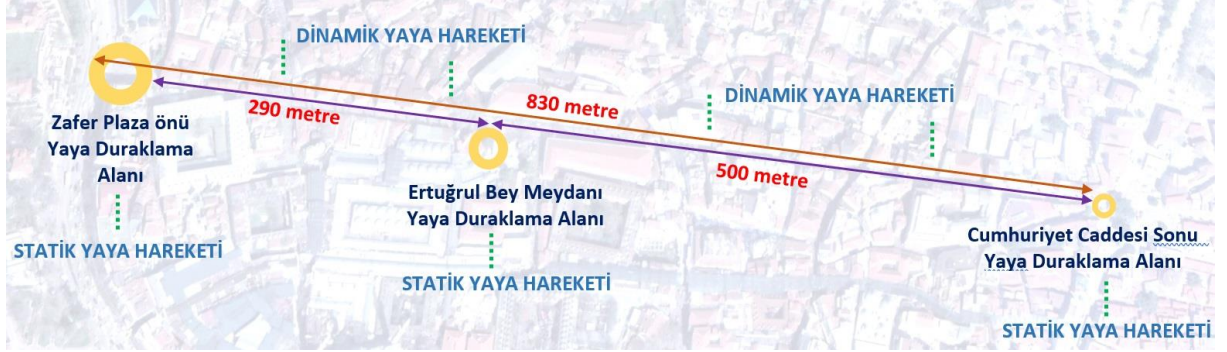 DİNAMİK YAYA HAREKETİ
290 metre
830 metre
DİNAMİK YAYA HAREKETİ
500 metre
Zafer Plaza önü
Yaya Duraklama
Alanı
STATİK YAYA HAREKETİ
Ertuğrul Bey Meydanı
Yaya Duraklama Alanı
STATİK YAYA HAREKETİ
Cumhuriyet Caddesi Sonu
Yaya Duraklama Alanı
STATİK YAYA HAREKETİ